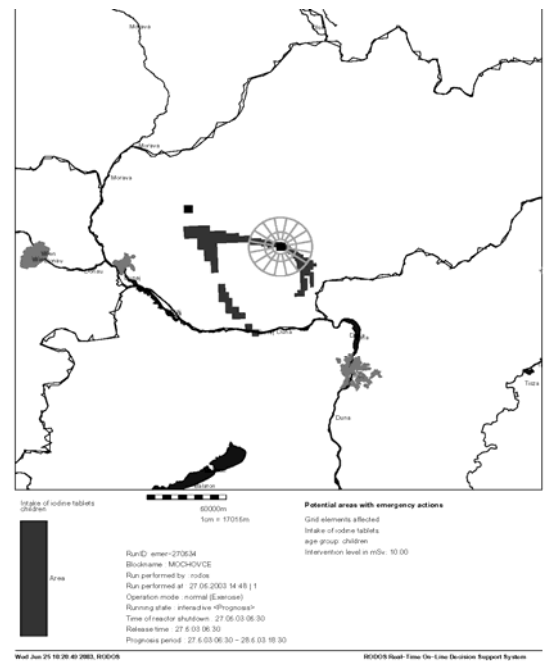 Morava
Morava
Morava
Wien
Donau
Duna
Tisza
Balaton
Intake of iodine tablets
children
Area
60000m
1cm = 17015m
Potential areas with emergency actions
Grid elements affected
Intake of iodine tablets
age group: children
Intervention level in mSv: 10.00
RunID: emer-270634
Blockname : MOCHOVCE
Run performed by : rodos
Run performed at : 27.06.2003 14:48 | 1
Operation mode : normal (Exercise)
Running state : interactive <Prognosis>
Time of reactor shutdown : 27.06.03 06:30
Release time : 27.6.03 06:30
Prognosis period : 27.6.03 06:30 - 28.6.03 18:30
Wed Jun 25 10:20:49 2003, RODOS
RODOS Real-Time On-Line Decision Support System